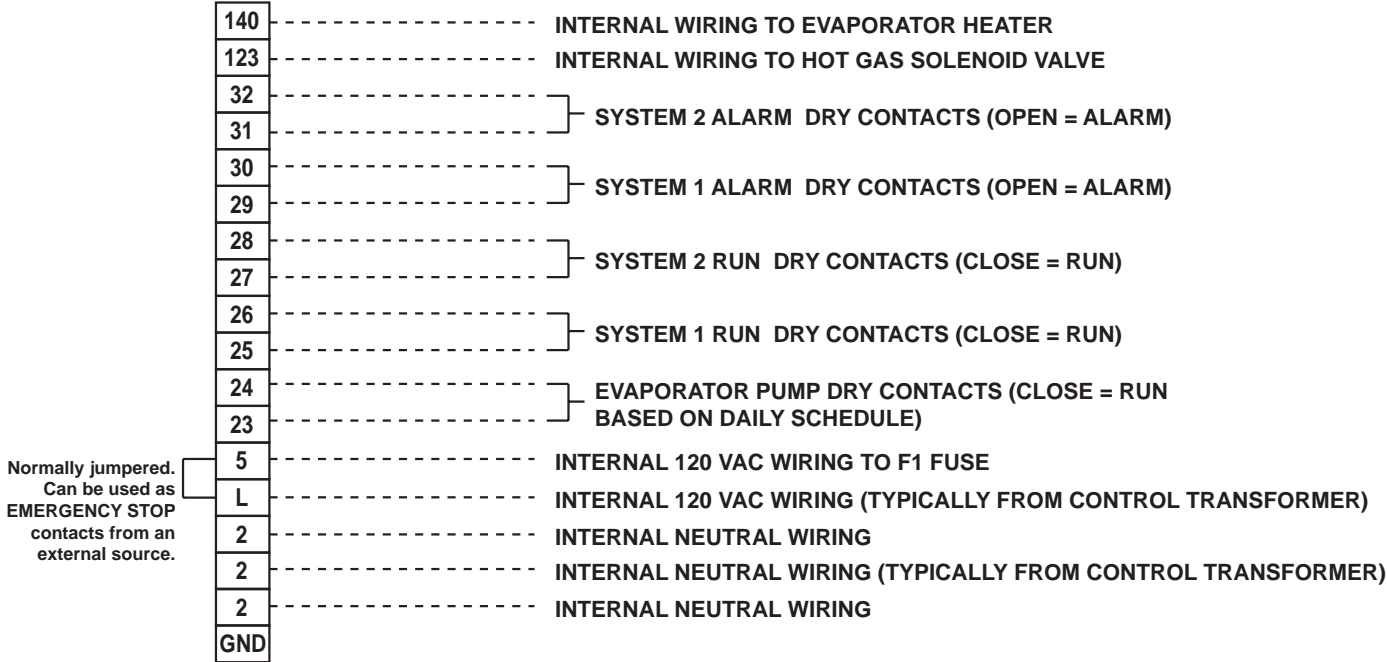 140 INTERNAL WIRING TO EVAPORATOR HEATER
123 INTERNAL WIRING TO HOT GAS SOLENOID VALVE
32
SYSTEM 2 ALARM DRY CONTACTS (OPEN = ALARM)
31
30
SYSTEM 1 ALARM DRY CONTACTS (OPEN = ALARM)
29
28
SYSTEM 2 RUN DRY CONTACTS (CLOSE = RUN)
27
26
SYSTEM 1 RUN DRY CONTACTS (CLOSE = RUN)
25
24
EVAPORATOR PUMP DRY CONTACTS (CLOSE = RUN
BASED ON DAILY SCHEDULE)
23
5 INTERNAL 120 VAC WIRING TO F1 FUSE
Normally jumpered.
Can be used as
EMERGENCY STOP
contacts from an
external source.
L INTERNAL 120 VAC WIRING (TYPICALLY FROM CONTROL TRANSFORMER)
2 INTERNAL NEUTRAL WIRING
2 INTERNAL NEUTRAL WIRING (TYPICALLY FROM CONTROL TRANSFORMER)
2 INTERNAL NEUTRAL WIRING
GND